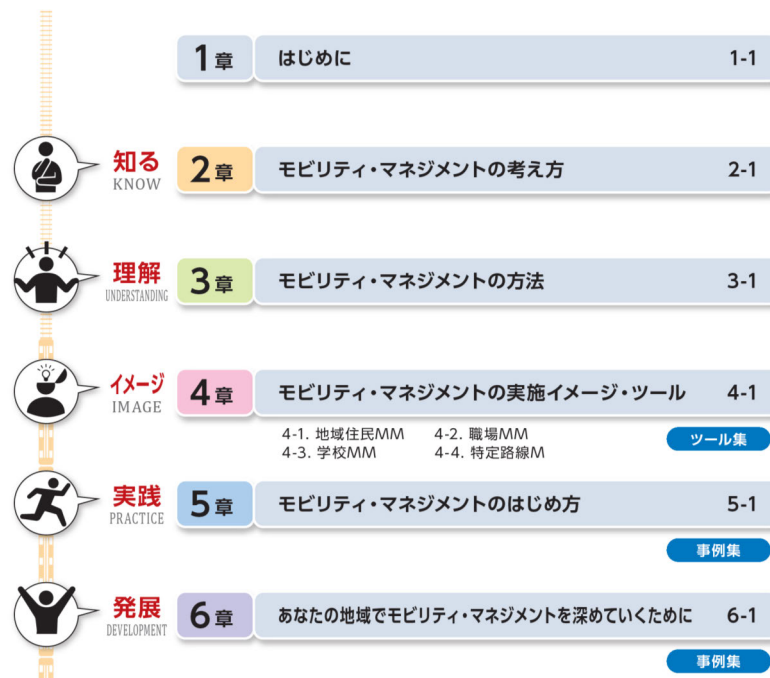 1章 はじめに 1-1
知る
KNOW
2章 モビリティ・マネジメントの考え方 2-1
理解
UNDERSTANDING
3章 モビリティ・マネジメントの方法 3-1
イメージ
IMAGE
4章 モビリティ・マネジメントの実施イメージ・ツール 4-1
4-1. 地域住民MM 4-2. 職場MM
4-3. 学校MM 4-4. 特定路線M
ツール集
実践
PRACTICE
5章 モビリティ・マネジメントのはじめ方 5-1
事例集
発展
DEVELOPMENT
6章 あなたの地域でモビリティ・マネジメントを深めていくために 6-1
事例集